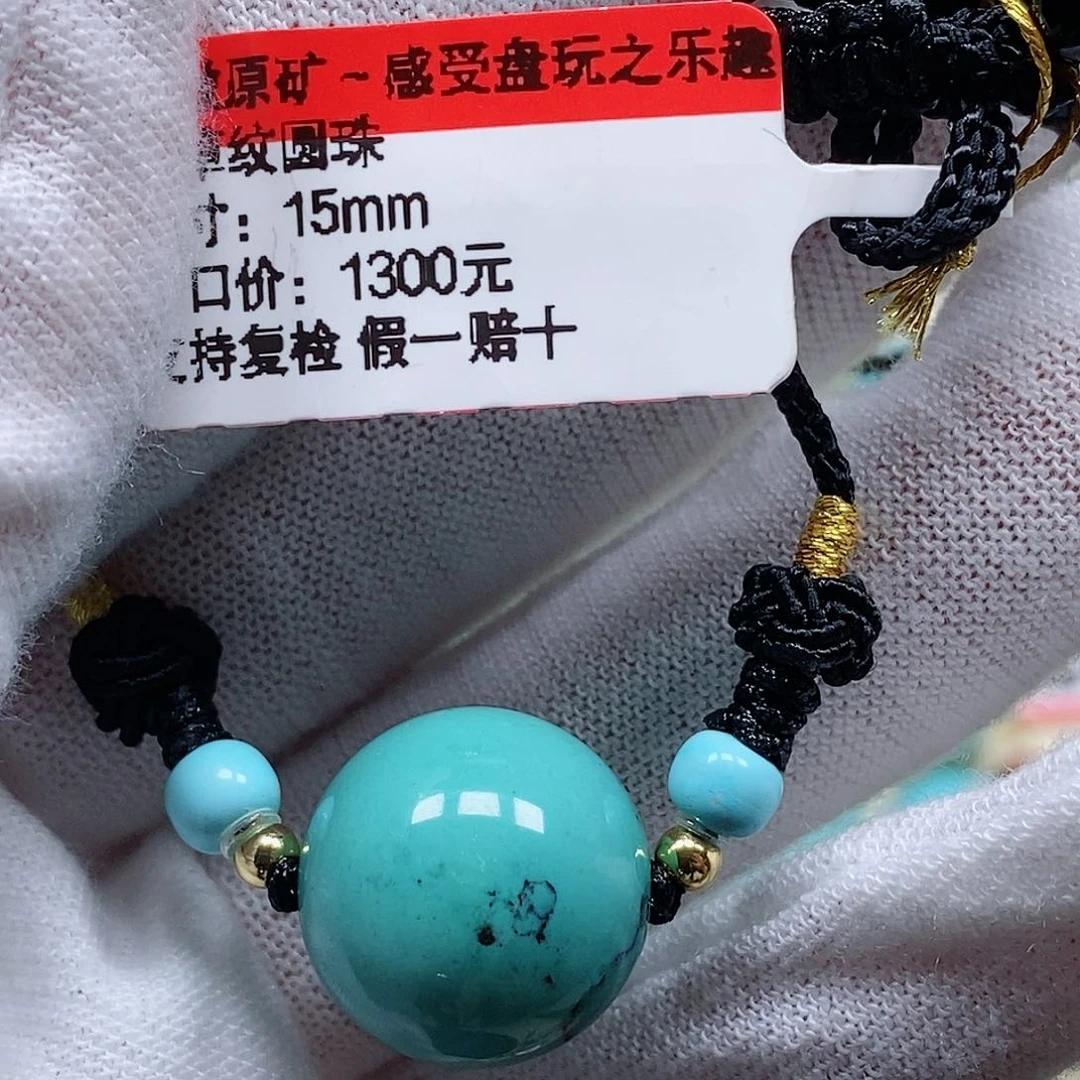 原矿~感受盘玩之乐趣
纹圆珠
寸：15mm
口价：1300元
持复检 假一赔十